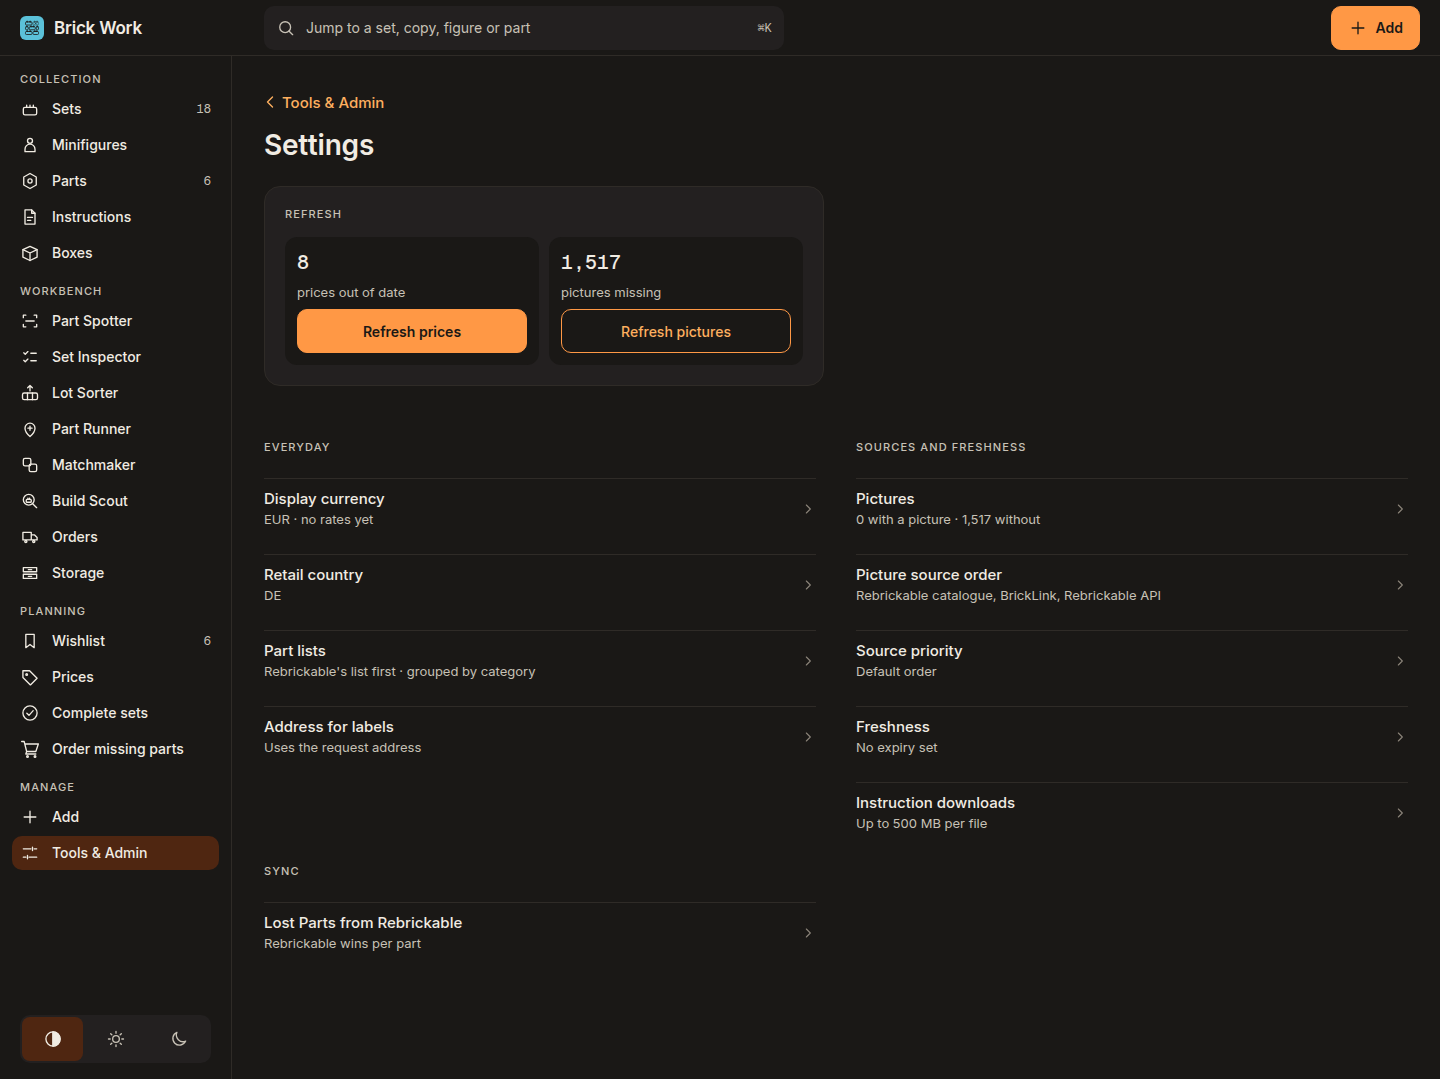 Brick Work
Jump to a set, copy, figure or part
⌘K
Add
COLLECTION
Sets 18
Minifigures
Parts 6
Instructions
Boxes
WORKBENCH
Part Spotter
Set Inspector
Lot Sorter
Part Runner
Matchmaker
Build Scout
Orders
Storage
PLANNING
Wishlist 6
Prices
Complete sets
Order missing parts
MANAGE
Add
Tools & Admin
Tools & Admin
Settings
REFRESH
8
prices out of date
Refresh prices
1,517
pictures missing
Refresh pictures
EVERYDAY
Display currency
EUR · no rates yet
Retail country
DE
Part lists
Rebrickable's list first · grouped by category
Address for labels
Uses the request address
SOURCES AND FRESHNESS
Pictures
0 with a picture · 1,517 without
Picture source order
Rebrickable catalogue, BrickLink, Rebrickable API
Source priority
Default order
Freshness
No expiry set
Instruction downloads
Up to 500 MB per file
SYNC
Lost Parts from Rebrickable
Rebrickable wins per part